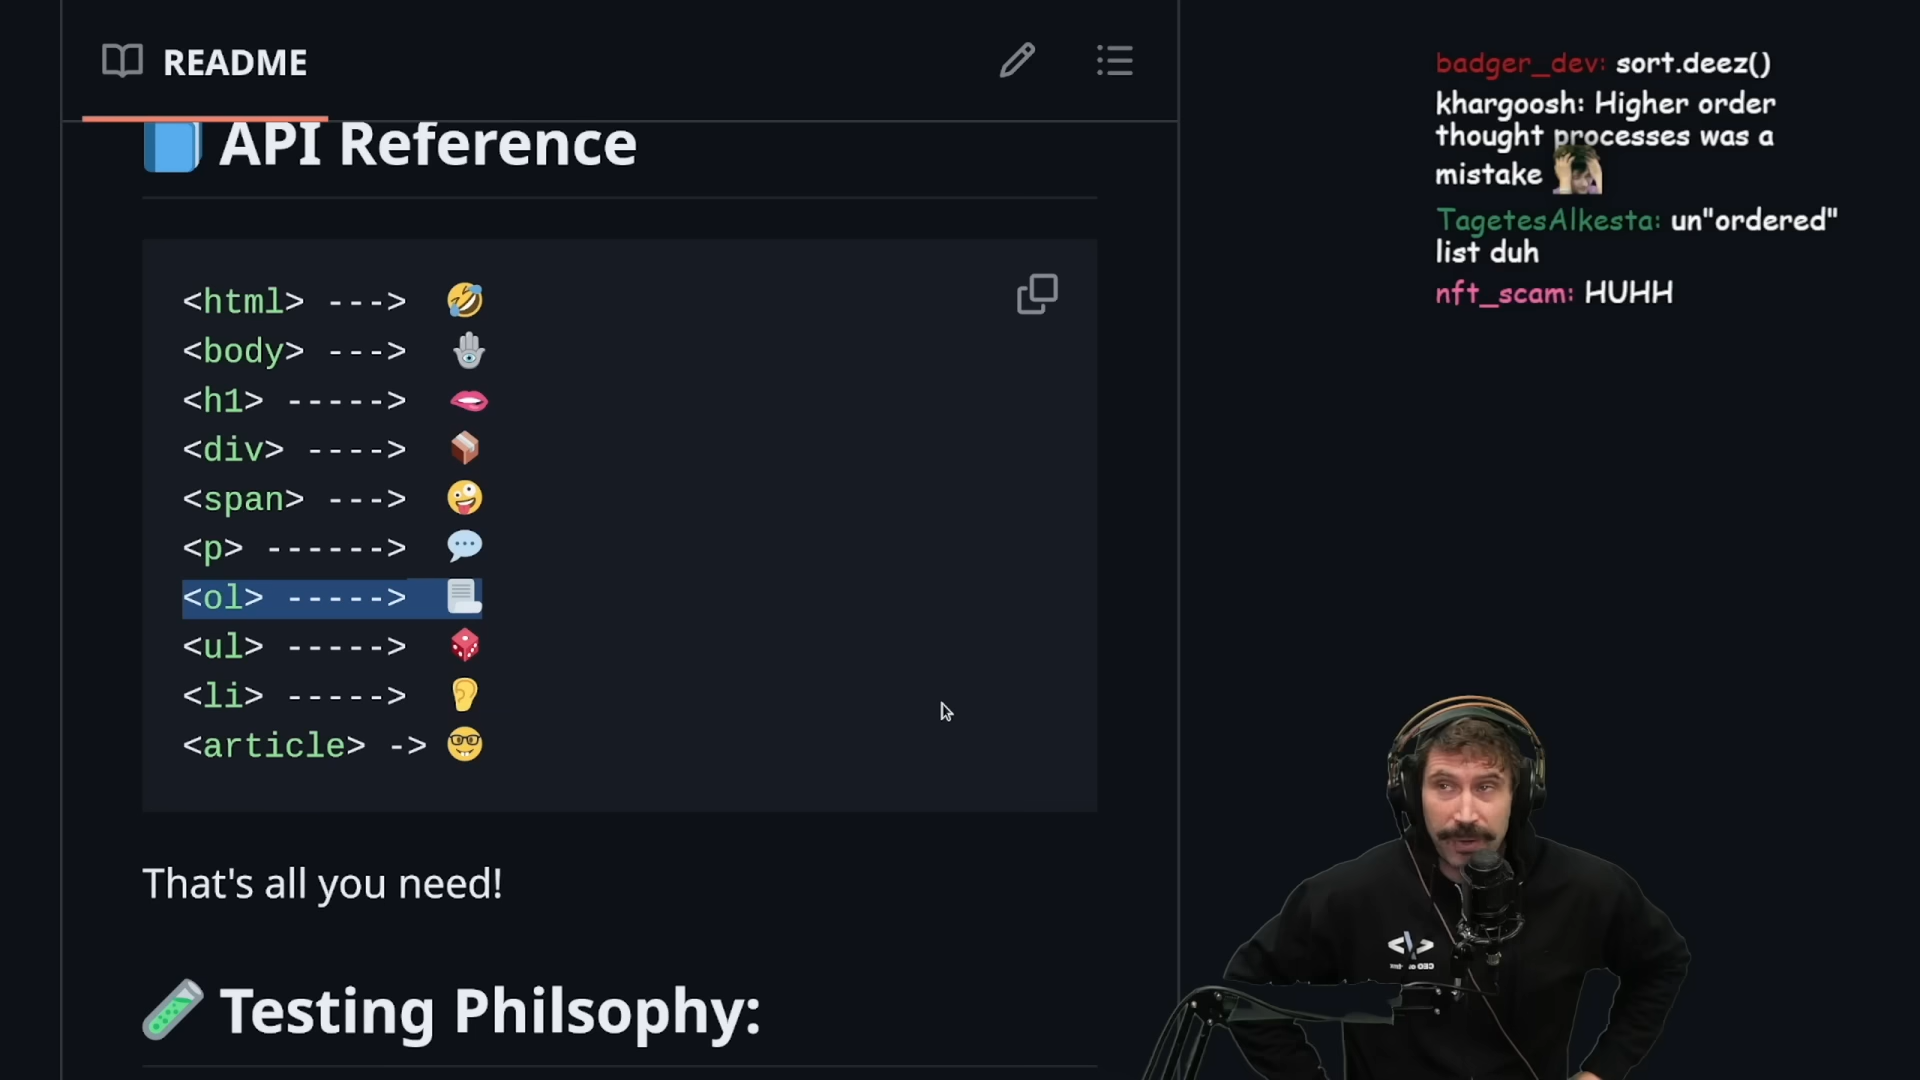 README
📘 API Reference
<html> --->  🤣
<body> --->  🪬
<h1> ----->  🫦
<div> ---->  🧱
<span> --->  🤪
<p> ------>  💬
<ol> ----->  📜
<ul> ----->  🎲
<li> ----->  👂
<article> -> 🤓
That's all you need!
🧪 Testing Philsophy:
badger_dev: sort.deez()
khargoosh: Higher order
thought processes was a
mistake
TagetesAlkesta: un"ordered"
list duh
nft_scam: HUHH